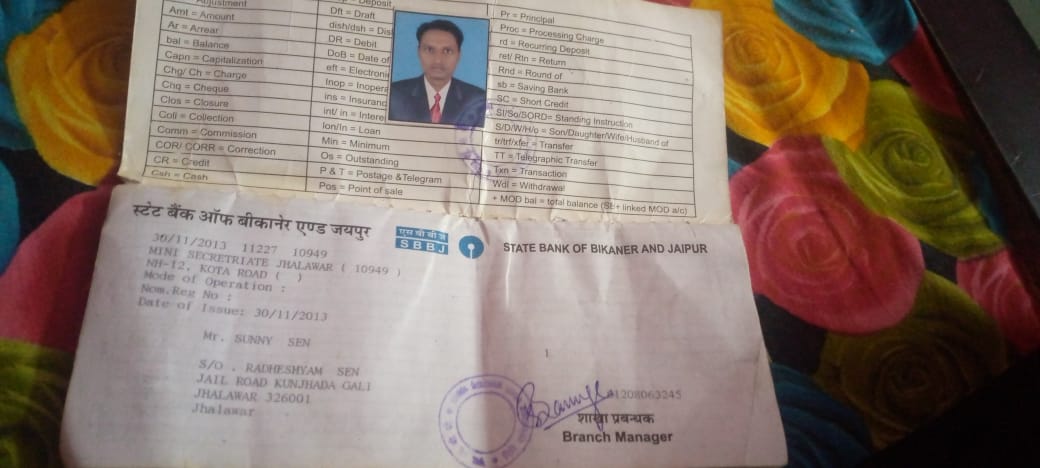 Adjustment
Amt = Amount
Ar = Arrear
bal = Balance
Capn = Capitalization
Chg/ Ch = Charge
Chq = Cheque
Clos = Closure
Coll = Collection
Comm = Commission
COR/ CORR = Correction
CR = Credit
Csh = Cash
Deposit
Dft = Draft
dish/dsh = Dis
DR = Debit
DoB = Date of
eft = Electroni
Inop = Inopera
ins = Insuranc
int/ in = Intere
lon/ln = Loan
Min = Minimum
Os = Outstanding
P & T = Postage &Telegram
Pos = Point of sale
Pr = Principal
Proc = Processing Charge
rd = Recurring Deposit
ret/ Rtn = Return
Rnd = Round of
sb = Saving Bank
SC = Short Credit
SI/So/SORD= Standing Instruction
S/D/W/H/o = Son/Daughter/Wife/Husband of
tr/trf/xfer = Transfer
TT = Telegraphic Transfer
Txn = Transaction
Wdl = Withdrawal
+ MOD bal = total balance (SB+ linked MOD a/c)
स्टेट बैंक ऑफ बीकानेर एण्ड जयपुर
एस बी बी जे
SBBJ
STATE BANK OF BIKANER AND JAIPUR
30/11/2013 11227 10949
MINI SECRETRIATE JHALAWAR ( 10949 )
NH-12, KOTA ROAD ( )
Mode of Operation :
Nom.Reg No :
Date of Issue: 30/11/2013
Mr. SUNNY SEN
S/O . RADHESHYAM SEN
JAIL ROAD KUNJHADA GALI
JHALAWAR 326001
Jhalawar
1208063245
शाखा प्रबन्धक
Branch Manager